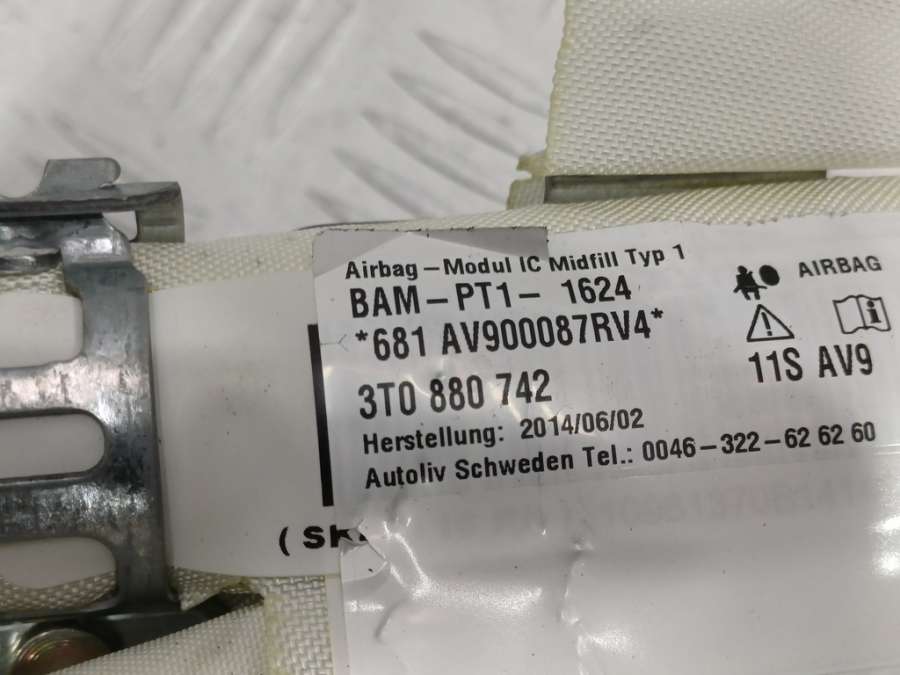 Airbag-Modul IC Midfill Typ 1
BAM-PT1- 1624
*681 AV900087RV4*
3T0 880 742
Herstellung: 2014/06/02
Autoliv Schweden Tel.: 0046-322-62 62 60
AIRBAG
11S AV9